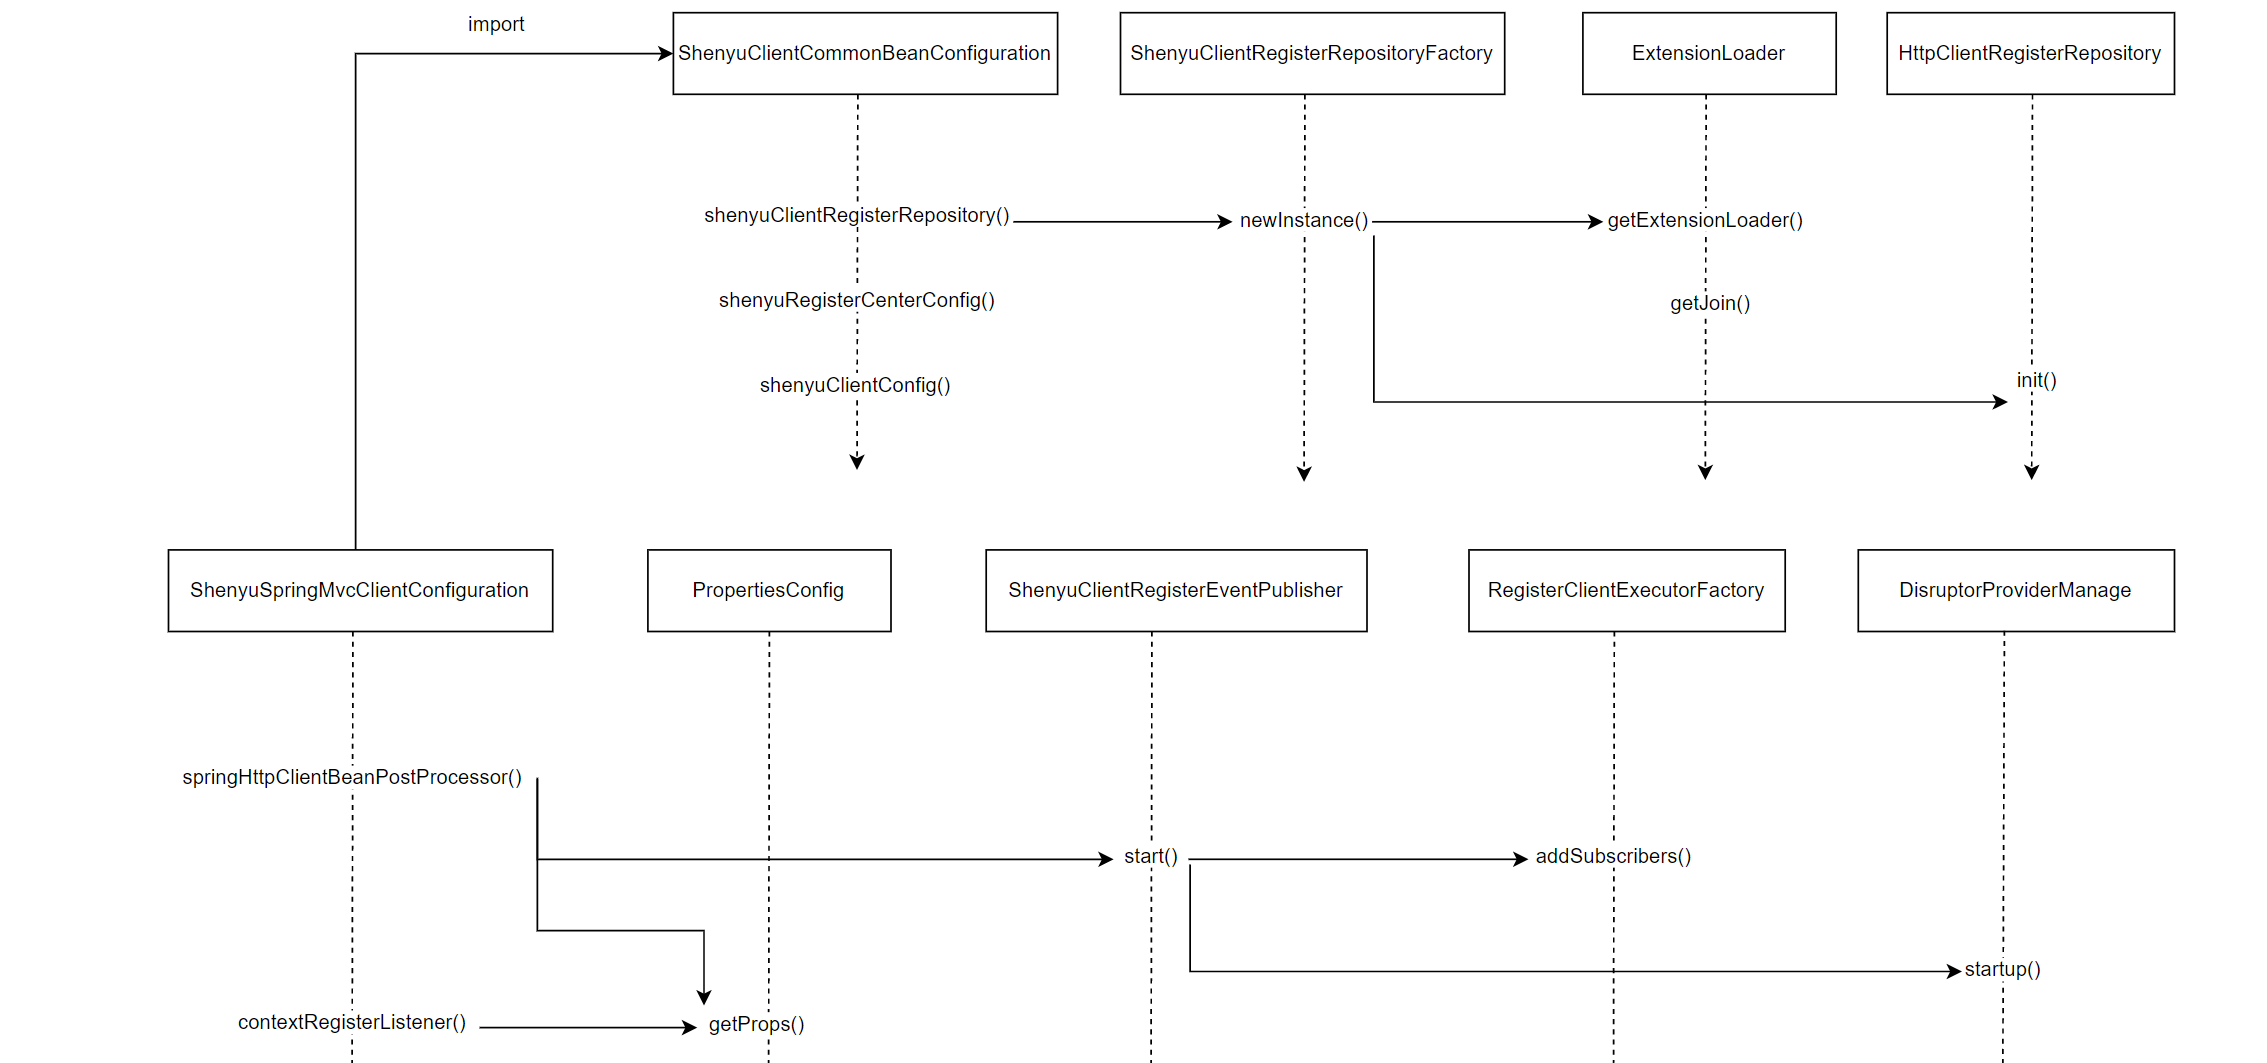 import
ShenyuClientCommonBeanConfiguration
ShenyuClientRegisterRepositoryFactory
ExtensionLoader
HttpClientRegisterRepository
shenyuClientRegisterRepository()
newInstance()
getExtensionLoader()
shenyuRegisterCenterConfig()
getJoin()
shenyuClientConfig()
init()
ShenyuSpringMvcClientConfiguration
PropertiesConfig
ShenyuClientRegisterEventPublisher
RegisterClientExecutorFactory
DisruptorProviderManage
springHttpClientBeanPostProcessor()
start()
addSubscribers()
startup()
contextRegisterListener()
getProps()